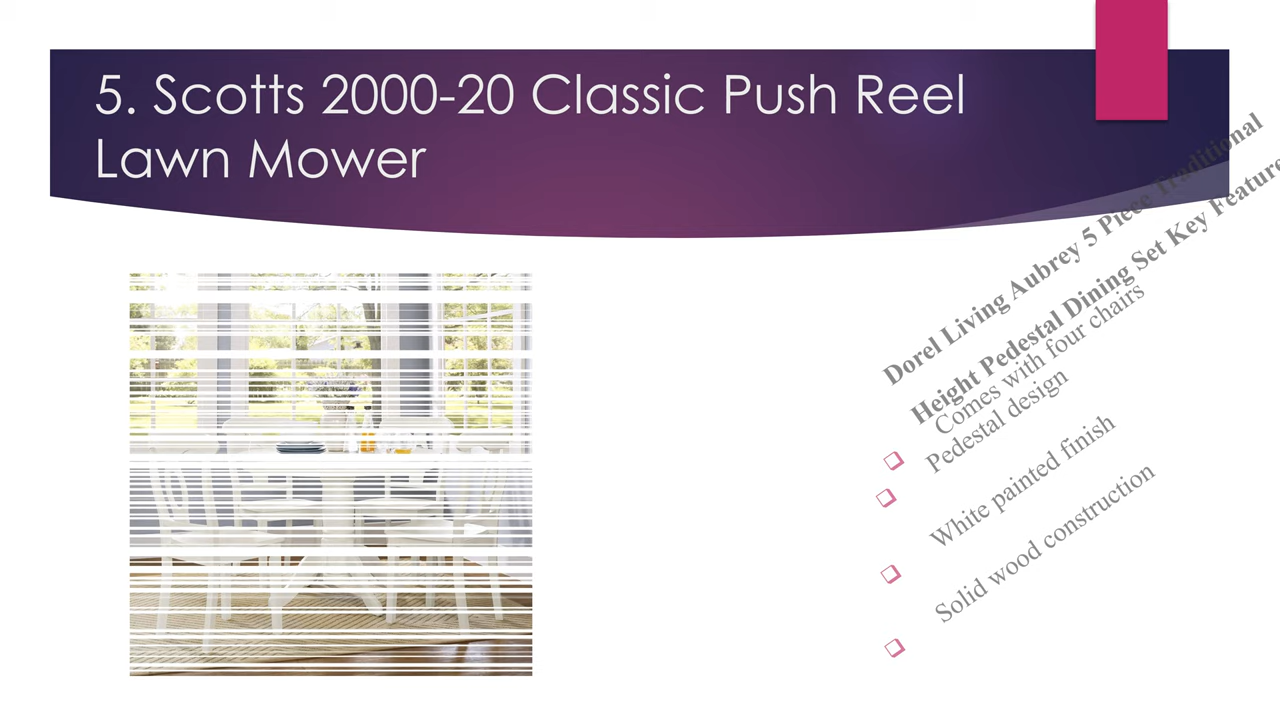 5. Scotts 2000-20 Classic Push Reel
Lawn Mower
Dorel Living Aubrey 5 Piece Traditional
Height Pedestal Dining Set Key Feature
Comes with four chairs
Pedestal design
White painted finish
Solid wood construction